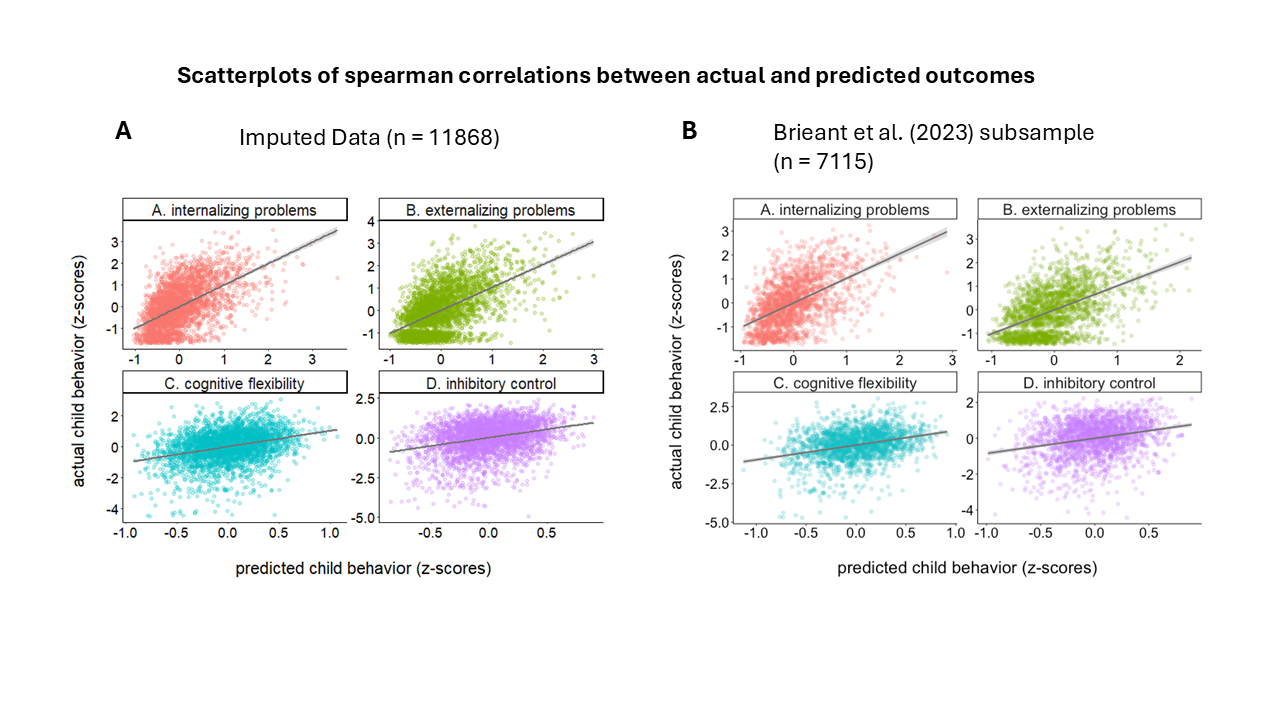 Scatterplots of spearman correlations between actual and predicted outcomes
A
Imputed Data (n = 11868)
B
Brieant et al. (2023) subsample
(n = 7115)
actual child behavior (z-scores)
A. internalizing problems
3
2
1
0
-1
-1 0 1 2 3
B. externalizing problems
4
3
2
1
0
-1
-1 0 1 2 3
C. cognitive flexibility
2
0
-2
-4
-1.0 -0.5 0.0 0.5 1.0
D. inhibitory control
2.5
0.0
-2.5
-5.0
-0.5 0.0 0.5
predicted child behavior (z-scores)
actual child behavior (z-scores)
A. internalizing problems
3
2
1
0
-1
-1 0 1 2 3
B. externalizing problems
3
2
1
0
-1
-1 0 1 2
C. cognitive flexibility
2.5
0.0
-2.5
-5.0
-1.0 -0.5 0.0 0.5 1.0
D. inhibitory control
2
0
-2
-4
-1.0 -0.5 0.0 0.5
predicted child behavior (z-scores)